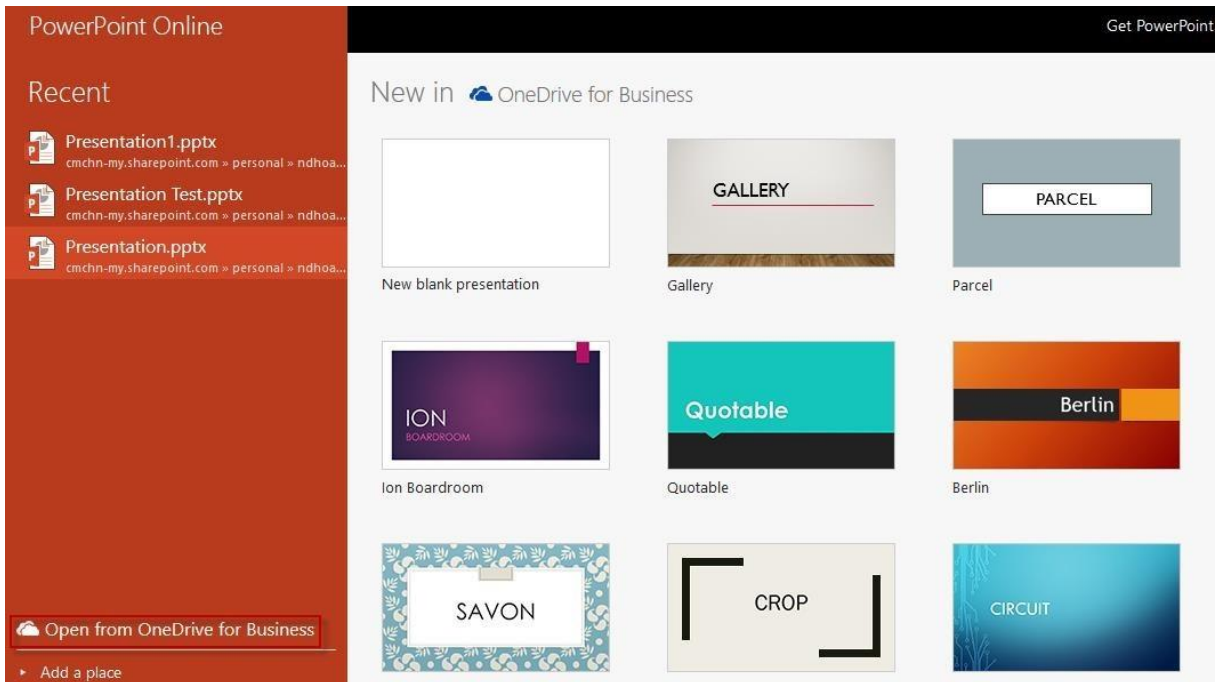 PowerPoint Online
Get PowerPoint
Recent
Presentation1.pptx
cmchn-my.sharepoint.com » personal » ndhoa...
Presentation Test.pptx
cmchn-my.sharepoint.com » personal » ndhoa...
Presentation.pptx
cmchn-my.sharepoint.com » personal » ndhoa...
Open from OneDrive for Business
Add a place
New in OneDrive for Business
New blank presentation
GALLERY
Gallery
PARCEL
Parcel
ION
BOARDROOM
Ion Boardroom
Quotable
Quotable
Berlin
Berlin
SAVON
CROP
CIRCUIT